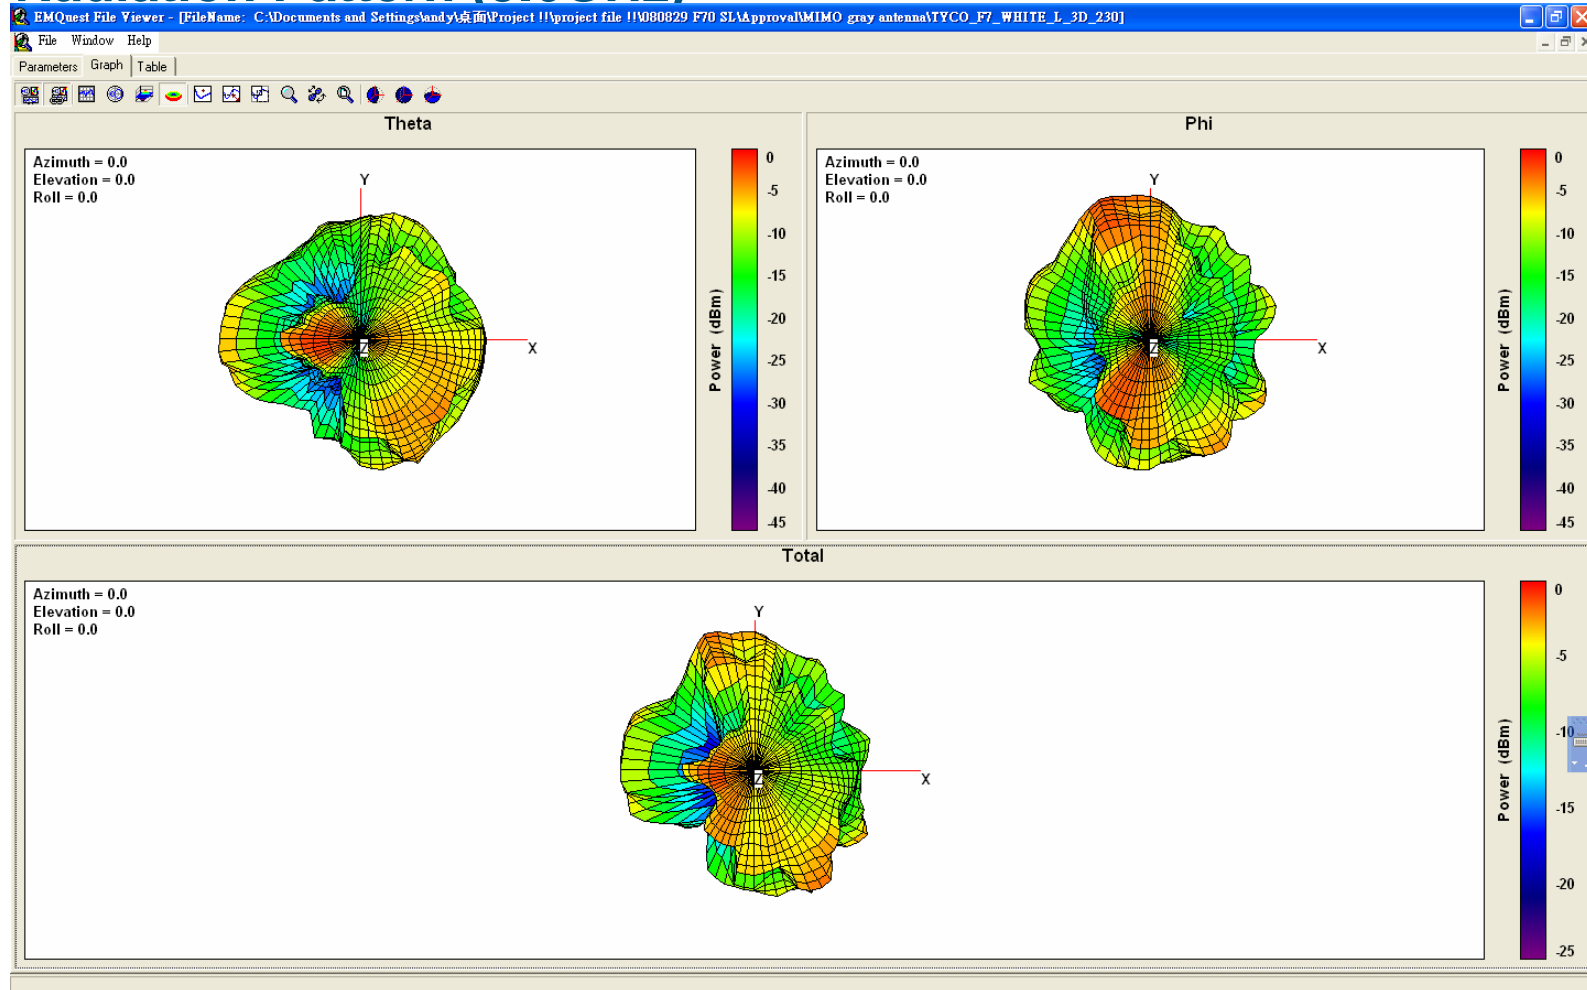 EMQuest File Viewer - [FileName: C:\Documents and Settings\andy\桌面\Project !!\project file !!\080829 F70 SL\Approval\MIMO gray antenna\TYCO_F7_WHITE_L_3D_230]
File Window Help
Parameters Graph Table
Theta
Azimuth = 0.0
Elevation = 0.0
Roll = 0.0
Y
X
Z
0
-5
-10
-15
-20
-25
-30
-35
-40
-45
Power (dBm)
Phi
Azimuth = 0.0
Elevation = 0.0
Roll = 0.0
Y
X
Z
0
-5
-10
-15
-20
-25
-30
-35
-40
-45
Power (dBm)
Total
Azimuth = 0.0
Elevation = 0.0
Roll = 0.0
Y
X
Z
0
-5
-10
-15
-20
-25
Power (dBm)